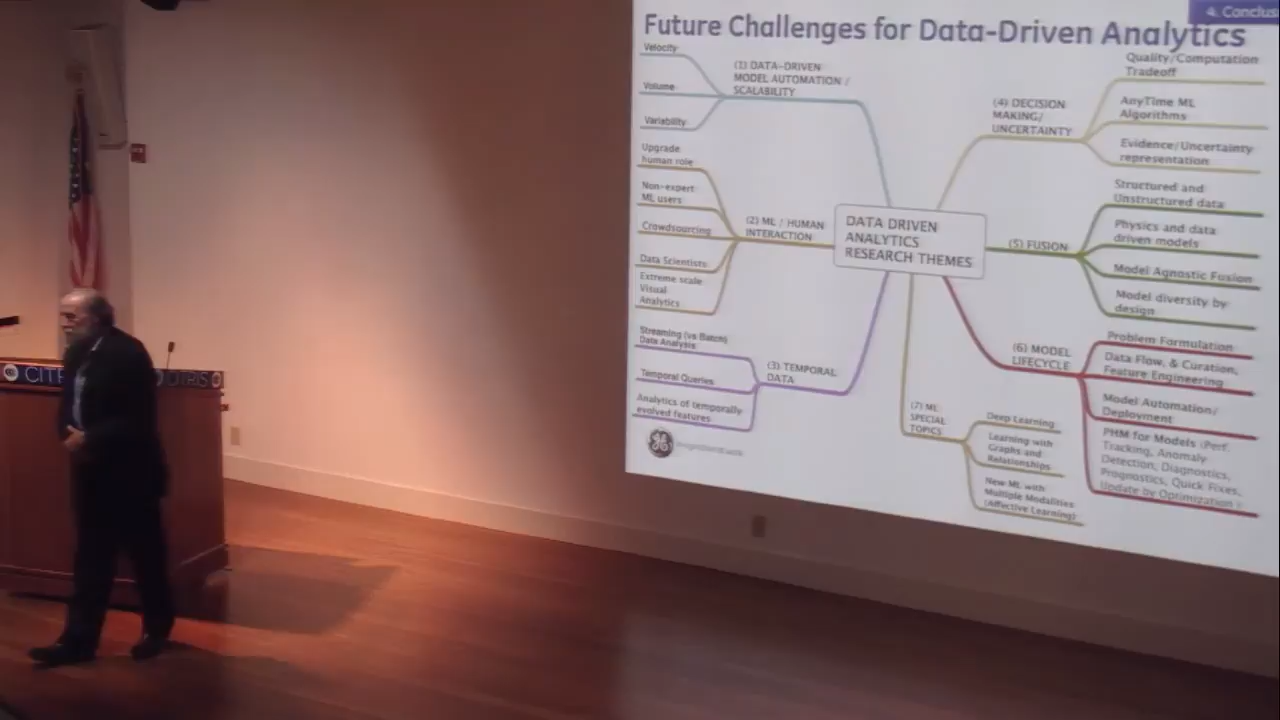 4. Conclus
Future Challenges for Data-Driven Analytics
Velocity
Volume
Variability
(1) DATA-DRIVEN
MODEL AUTOMATION /
SCALABILITY
Upgrade
human role
Non-expert
ML users
Crowdsourcing
Data Scientists
Extreme scale
Visual
Analytics
(2) ML / HUMAN
INTERACTION
Streaming (vs Batch)
Data Analysis
Temporal Queries
Analytics of temporally
evolved features
(3) TEMPORAL
DATA
DATA DRIVEN
ANALYTICS
RESEARCH THEMES
(4) DECISION
MAKING/
UNCERTAINTY
Quality/Computation
Tradeoff
AnyTime ML
Algorithms
Evidence/Uncertainty
representation
(5) FUSION
Structured and
Unstructured data
Physics and data
driven models
Model Agnostic Fusion
Model diversity by
design
(6) MODEL
LIFECYCLE
Problem Formulation
Data Flow, & Curation,
Feature Engineering
Model Automation/
Deployment
PHM for Models (Perf.
Tracking, Anomaly
Detection, Diagnostics,
Prognostics, Quick Fixes,
Update by Optimization
(7) ML
SPECIAL
TOPICS
Deep Learning
Learning with
Graphs and
Relationships
New ML with
Multiple Modalities
(Affective Learning)
CIT
CITRIS